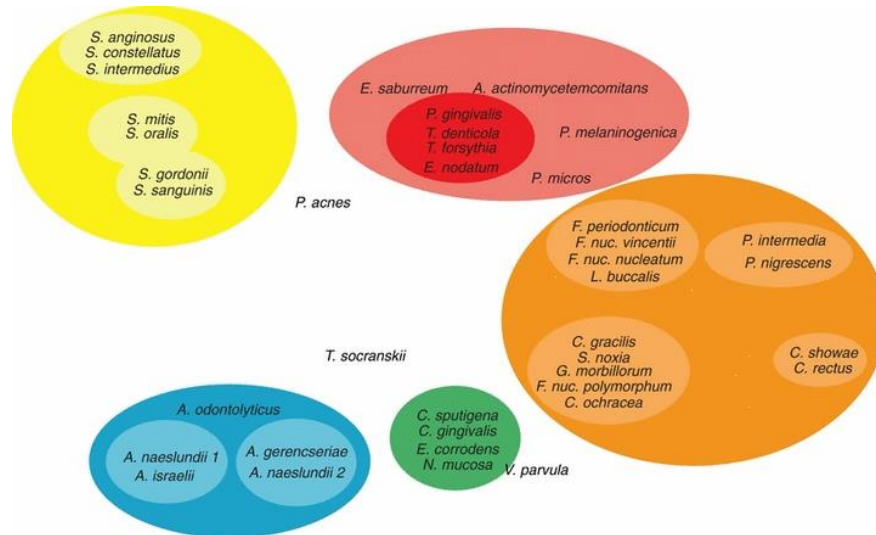 S. anginosus
S. constellatus
S. intermedius
S. mitis
S. oralis
S. gordonii
S. sanguinis
P. acnes
E. saburreum
A. actinomycetemcomitans
P. gingivalis
T. denticola
T. forsythia
E. nodatum
P. melaninogenica
P. micros
F. periodonticum
F. nuc. vincentii
F. nuc. nucleatum
L. buccalis
P. intermedia
P. nigrescens
C. gracilis
S. noxia
G. morbillorum
F. nuc. polymorphum
C. ochracea
C. showae
C. rectus
T. socranskii
A. odontolyticus
A. naeslundii 1
A. israelii
A. gerencseriae
A. naeslundii 2
C. sputigena
C. gingivalis
E. corrodens
N. mucosa
V. parvula